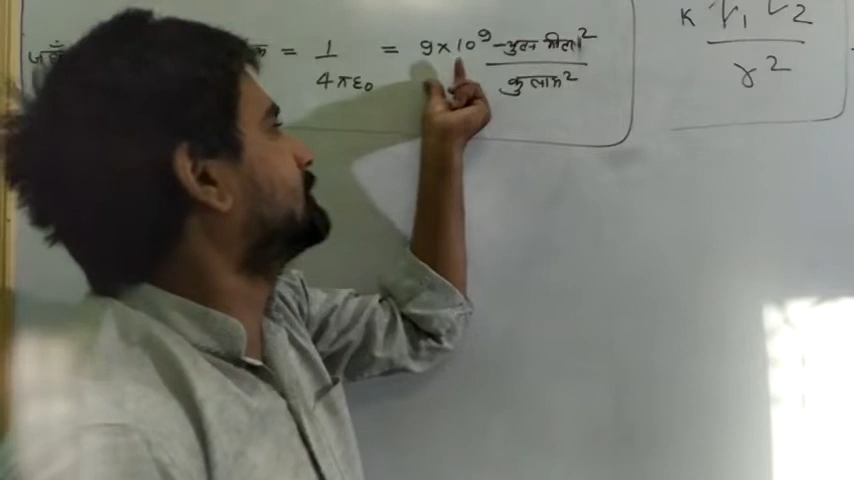 = 1/4πε₀ = 9×10⁹ न्यूटन मीटर²/कुलाम²
K q₁ q₂/r²